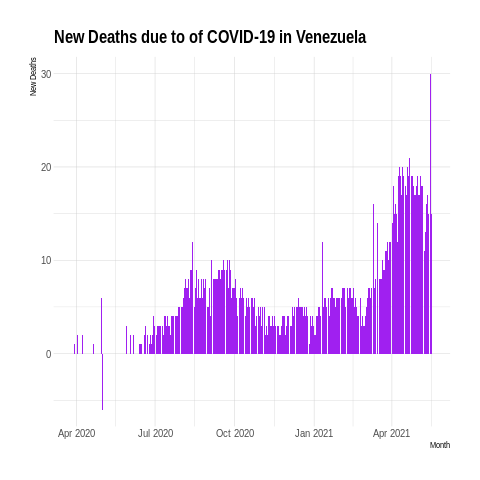 New Deaths due to of COVID-19 in Venezuela
New Deaths
30
20
10
0
Apr 2020 Jul 2020 Oct 2020 Jan 2021 Apr 2021
Month